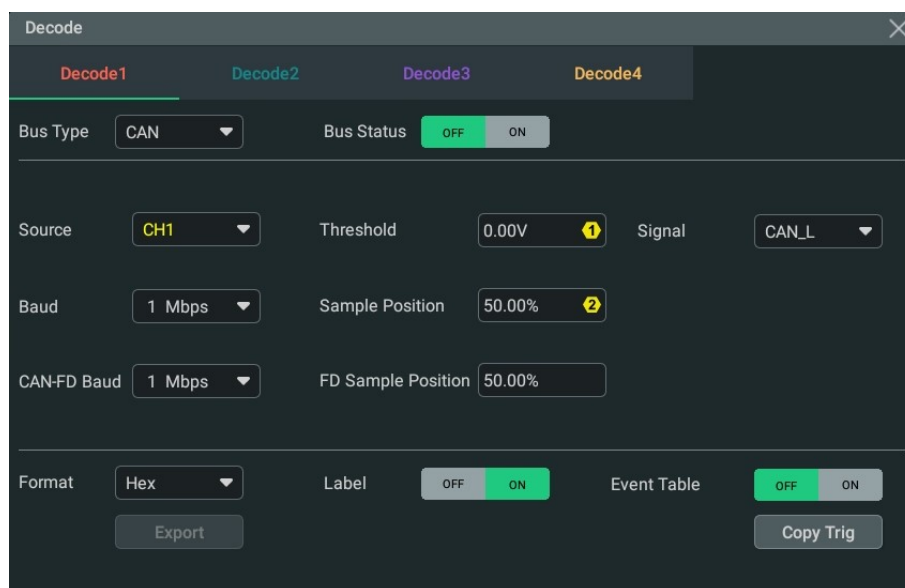 Decode
Decode1 Decode2 Decode3 Decode4
Bus Type CAN Bus Status OFF ON
Source CH1 Threshold 0.00V 1 Signal CAN_L
Baud 1 Mbps Sample Position 50.00% 2
CAN-FD Baud 1 Mbps FD Sample Position 50.00%
Format Hex Label OFF ON Event Table OFF ON
Export Copy Trig